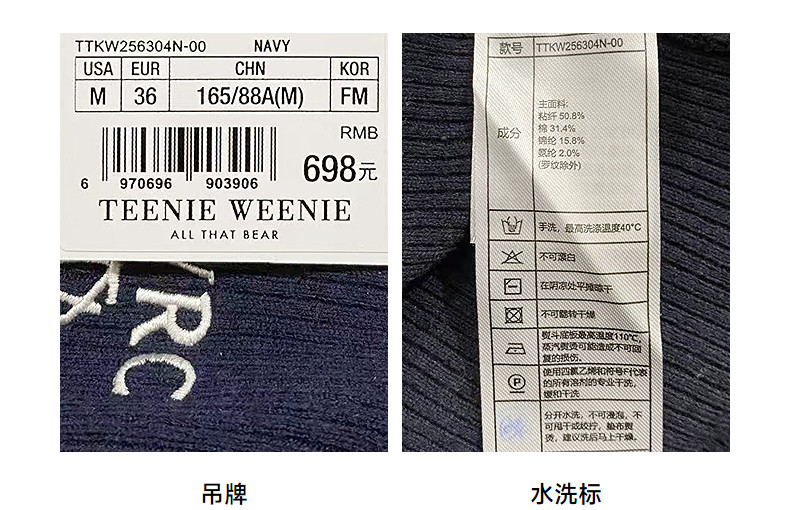 TTKW256304N-00 NAVY
USA EUR CHN KOR
M 36 165/88A(M) FM
RMB
698元
6 970696 903906
TEENIE WEENIE
ALL THAT BEAR
RC
吊牌
款号 TTKW256304N-00
成分
主面料:
粘纤 50.8%
棉 31.4%
锦纶 15.8%
氨纶 2.0%
(罗纹除外)
手洗，最高洗涤温度40°C
不可漂白
在阴凉处平摊晾干
不可翻转干燥
熨斗底板最高温度110℃，
蒸汽熨烫可能造成不可回
复的损伤.
使用四氯乙烯和符号F代表
的所有溶剂的专业干洗，
缓和干洗
分开水洗，不可浸泡，不
可甩干或绞拧，垫布熨
烫，建议洗后马上干燥.
水洗标